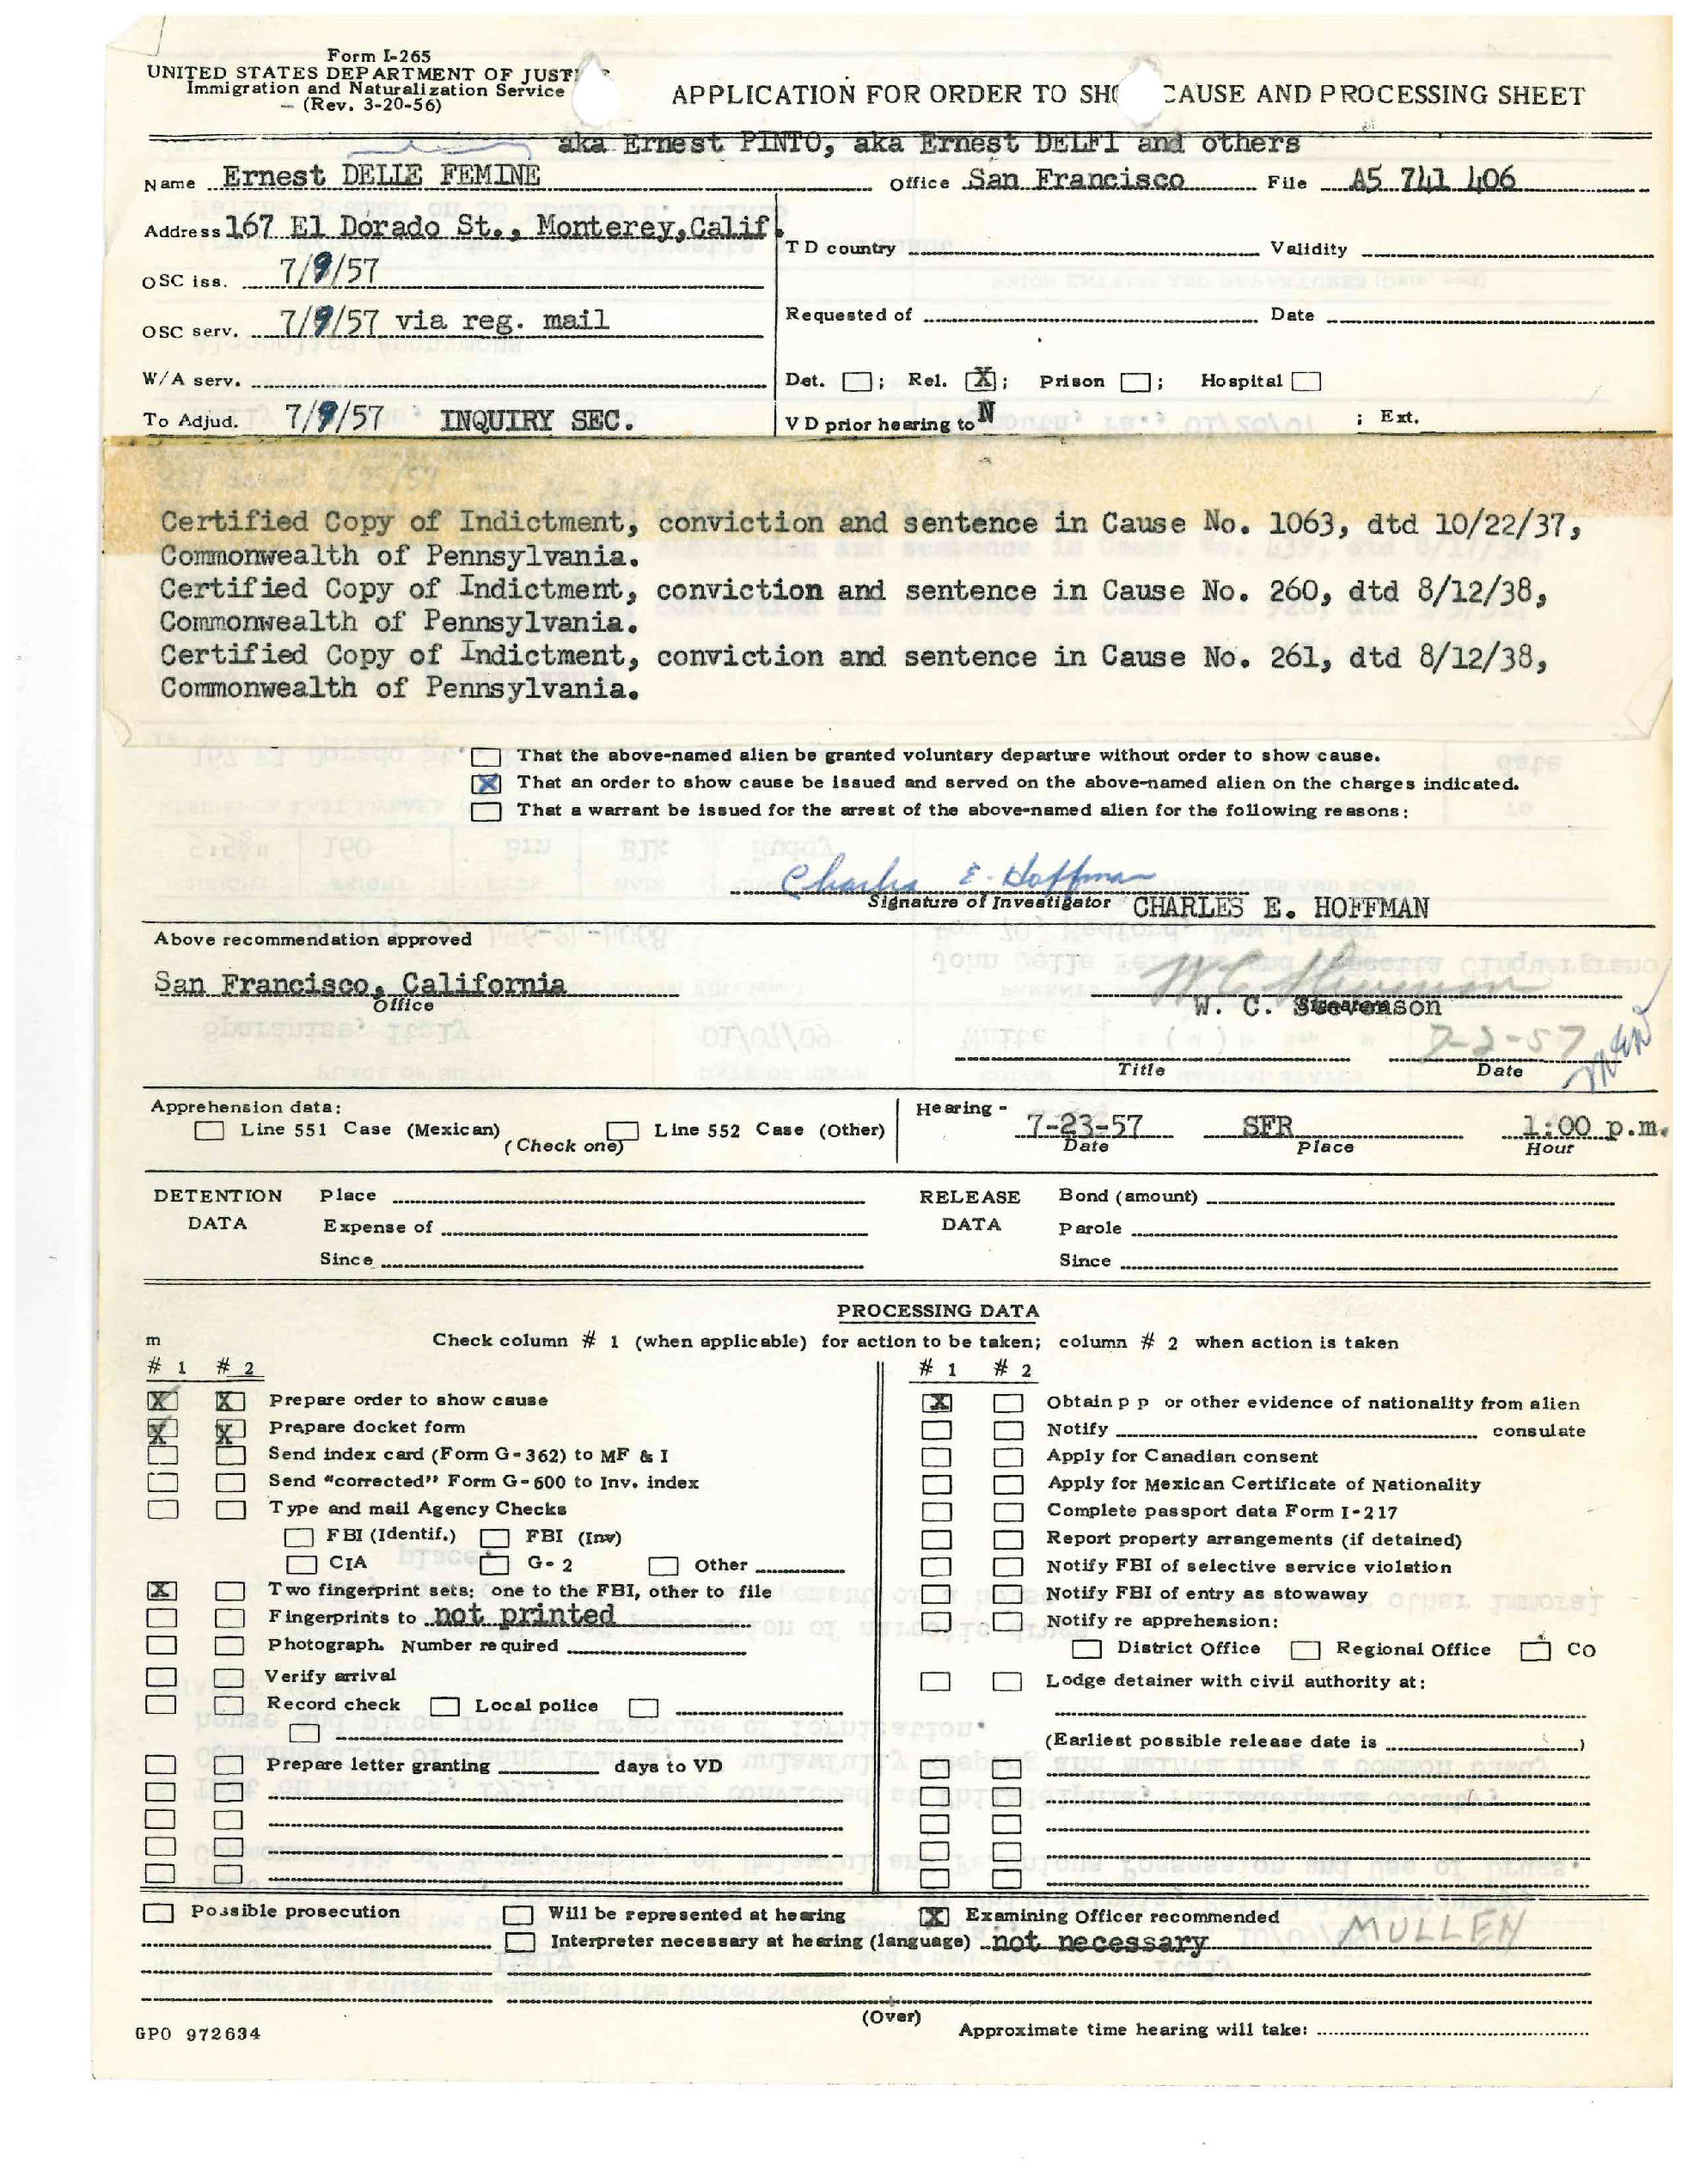 Form I-265
UNITED STATES DEPARTMENT OF JUSTI
Immigration and Naturalization Service
(Rev. 3-20-56)
APPLICATION FOR ORDER TO SHO CAUSE AND PROCESSING SHEET
aka Ernest PINTO, aka Ernest DELFI and others
Name Ernest DELLE FEMINE Office San Francisco File A5 741 406
Address 167 El Dorado St., Monterey, Calif.
T D country Validity
OSC iss. 7/9/57
OSC serv. 7/9/57 via reg. mail
Requested of Date
W/A serv.
Det. ; Rel. X ; Prison ; Hospital
To Adjud. 7/9/57 INQUIRY SEC.
V D prior hearing to N ; Ext.
Certified Copy of Indictment, conviction and sentence in Cause No. 1063, dtd 10/22/37,
Commonwealth of Pennsylvania.
Certified Copy of Indictment, conviction and sentence in Cause No. 260, dtd 8/12/38,
Commonwealth of Pennsylvania.
Certified Copy of Indictment, conviction and sentence in Cause No. 261, dtd 8/12/38,
Commonwealth of Pennsylvania.
That the above-named alien be granted voluntary departure without order to show cause.
X That an order to show cause be issued and served on the above-named alien on the charges indicated.
That a warrant be issued for the arrest of the above-named alien for the following reasons:
Charles E. Hoffman
Signature of Investigator CHARLES E. HOFFMAN
Above recommendation approved
San Francisco, California
Office
W. C. Stevenson
7-2-57
Title Date
Apprehension data:
Line 551 Case (Mexican) Line 552 Case (Other)
(Check one)
Hearing - 7-23-57 SFR 1:00 p.m.
Date Place Hour
DETENTION DATA
Place
Expense of
Since
RELEASE DATA
Bond (amount)
Parole
Since
PROCESSING DATA
m
Check column # 1 (when applicable) for action to be taken; column # 2 when action is taken
# 1 # 2
X X Prepare order to show cause
X X Prepare docket form
Send index card (Form G-362) to MF & I
Send "corrected" Form G-600 to Inv. index
Type and mail Agency Checks
FBI (Identif.) FBI (Inv)
CIA G-2 Other
X Two fingerprint sets; one to the FBI, other to file
Fingerprints to not printed
Photograph. Number required
Verify arrival
Record check Local police
Prepare letter granting days to VD
# 1 # 2
X Obtain p p or other evidence of nationality from alien
Notify consulate
Apply for Canadian consent
Apply for Mexican Certificate of Nationality
Complete passport data Form I-217
Report property arrangements (if detained)
Notify FBI of selective service violation
Notify FBI of entry as stowaway
Notify re apprehension:
District Office Regional Office CO
Lodge detainer with civil authority at:
(Earliest possible release date is )
Possible prosecution
Will be represented at hearing
X Examining Officer recommended MULLEN
Interpreter necessary at hearing (language) not necessary
(Over)
GPO 972634
Approximate time hearing will take: